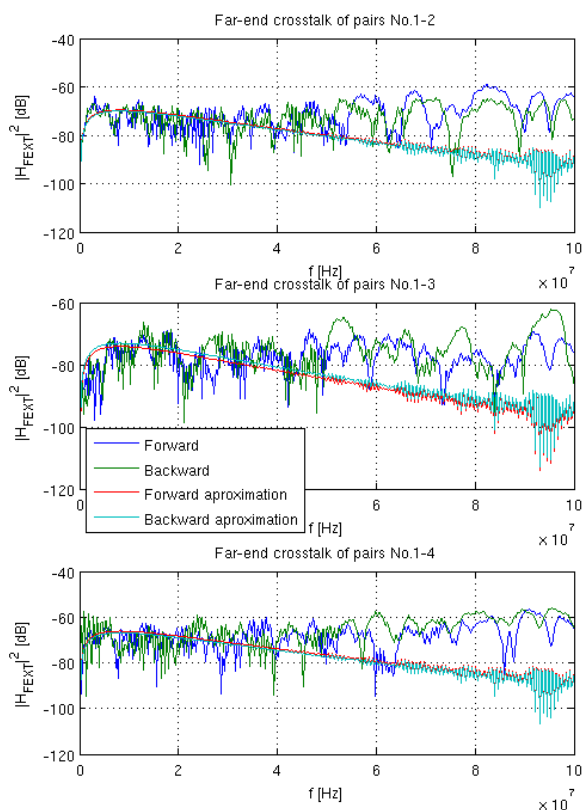 Far-end crosstalk of pairs No.1-2
|H_FEXT|^2 [dB]
-40
-60
-80
-100
-120
0 2 4 6 8 10
f [Hz]
× 10^7
Far-end crosstalk of pairs No.1-3
|H_FEXT|^2 [dB]
-60
-80
-100
-120
0 2 4 6 8 10
Forward
Backward
Forward aproximation
Backward aproximation
f [Hz]
× 10^7
Far-end crosstalk of pairs No.1-4
|H_FEXT|^2 [dB]
-40
-60
-80
-100
-120
0 2 4 6 8 10
f [Hz]
× 10^7